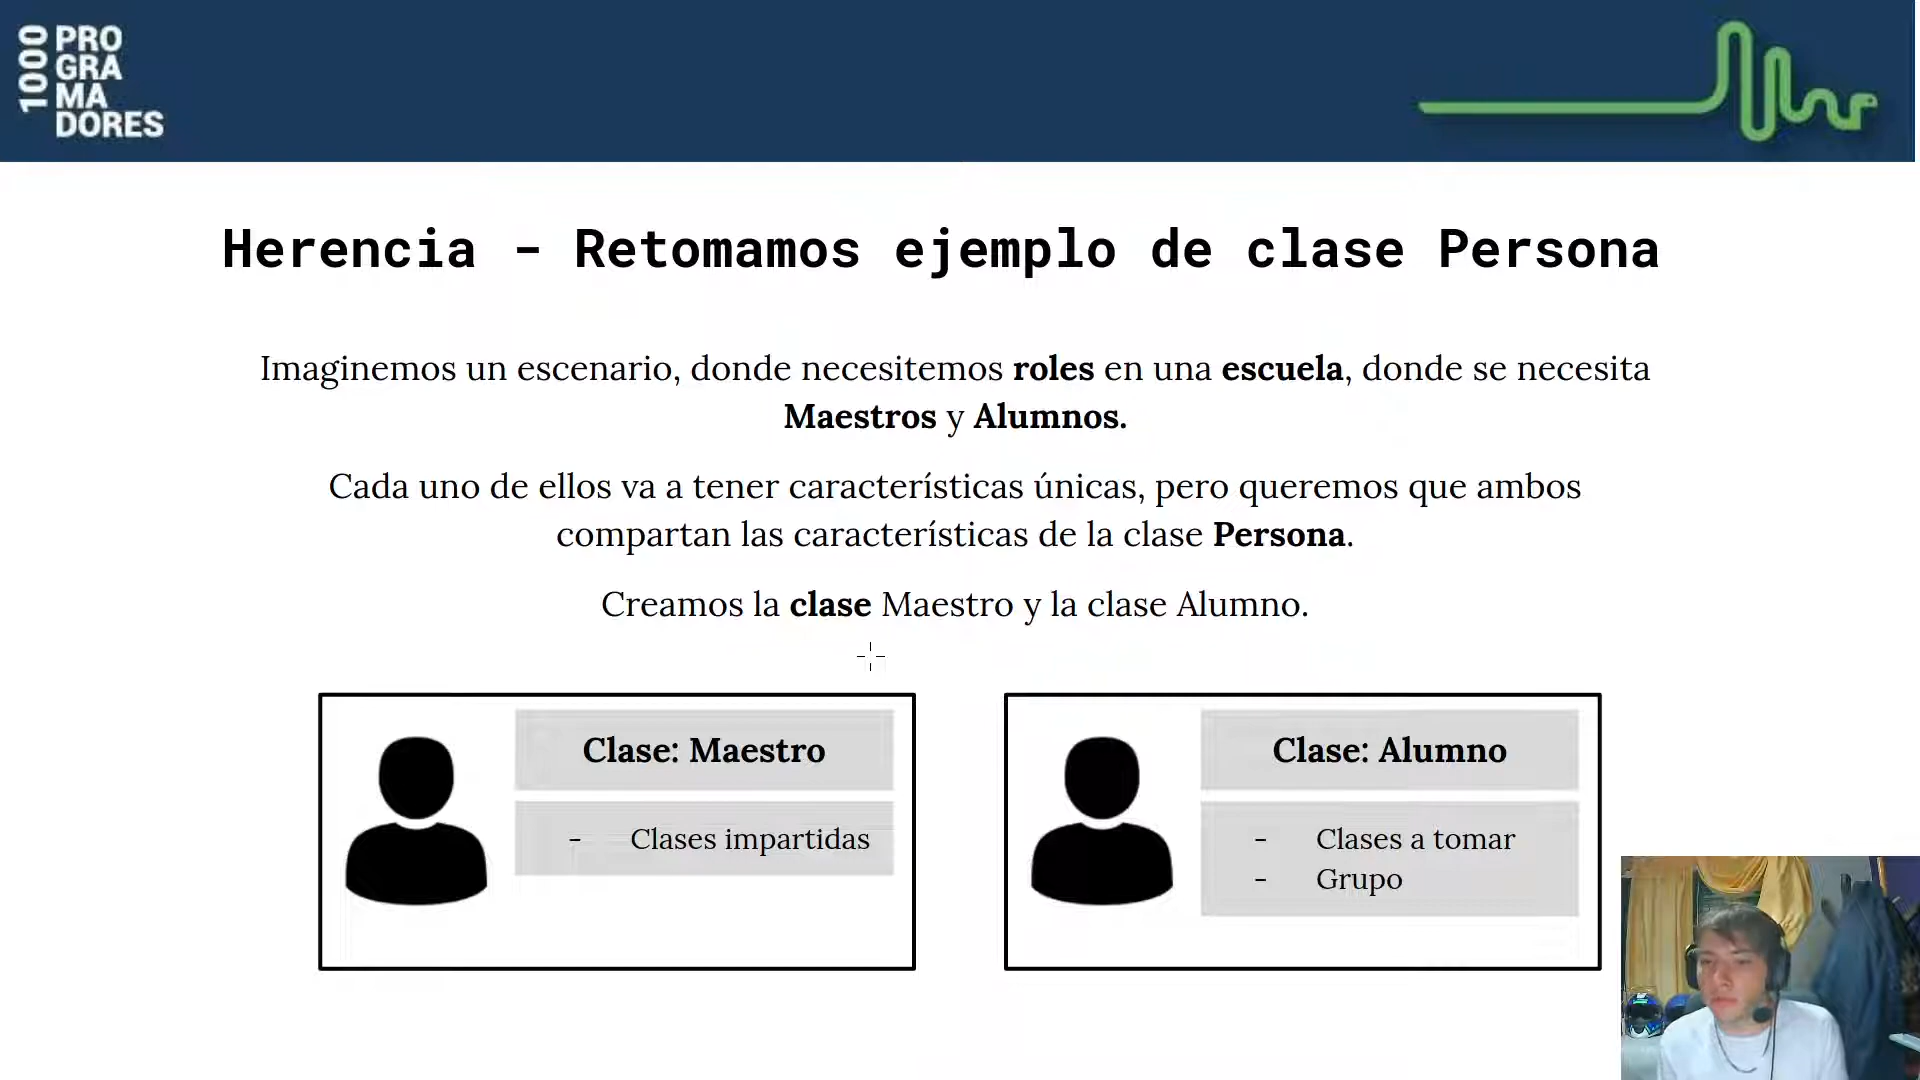 1000
PRO
GRA
MA
DORES
Herencia - Retomamos ejemplo de clase Persona
Imaginemos un escenario, donde necesitemos roles en una escuela, donde se necesita
Maestros y Alumnos.
Cada uno de ellos va a tener características únicas, pero queremos que ambos
compartan las características de la clase Persona.
Creamos la clase Maestro y la clase Alumno.
Clase: Maestro
- Clases impartidas
Clase: Alumno
- Clases a tomar
- Grupo